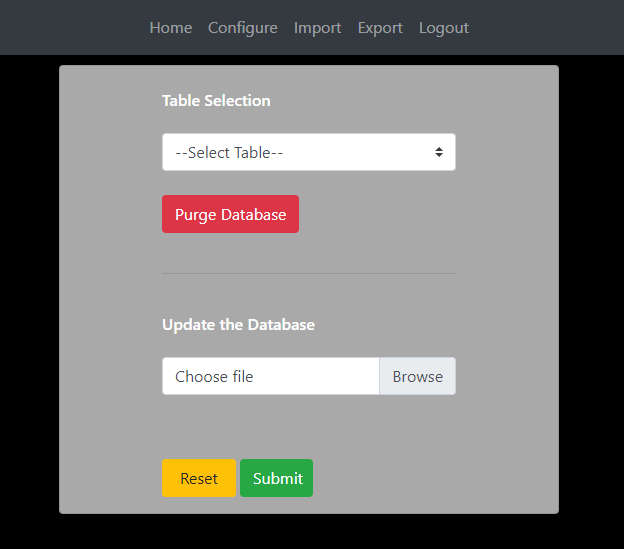 Home Configure Import Export Logout
Table Selection
--Select Table--
Purge Database
Update the Database
Choose file Browse
Reset Submit